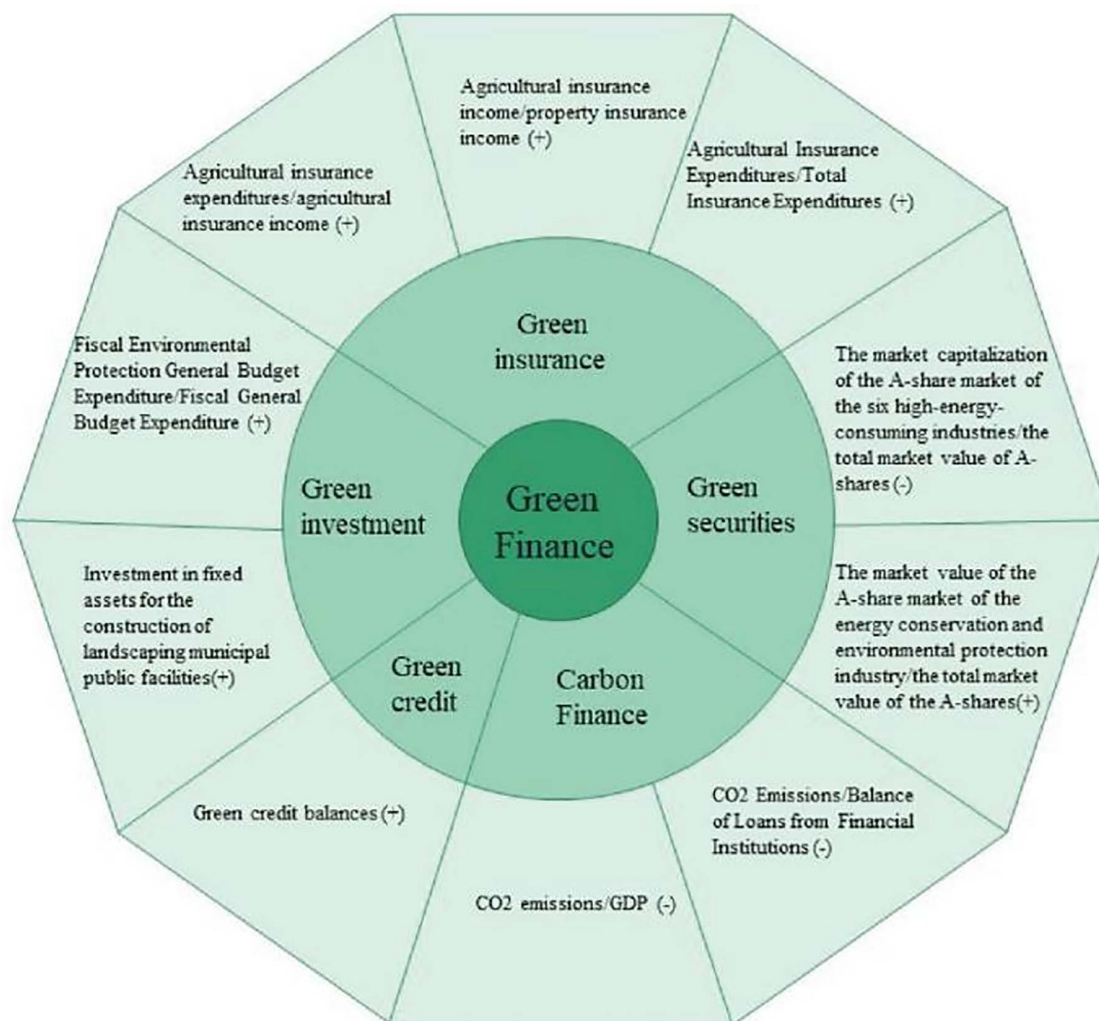 Agricultural insurance
income/property insurance
income (+)
Agricultural Insurance
Expenditures/Total
Insurance Expenditures (+)
Agricultural insurance
expenditures/agricultural
insurance income (+)
Green
insurance
Fiscal Environmental
Protection General Budget
Expenditure/Fiscal General
Budget Expenditure (+)
The market capitalization
of the A-share market of
the six high-energy-
consuming industries/the
total market value of A-
shares (-)
Green
investment
Green
Finance
Green
securities
Investment in fixed
assets for the
construction of
landscaping municipal
public facilities(+)
The market value of the
A-share market of the
energy conservation and
environmental protection
industry/the total market
value of the A-shares(+)
Green
credit
Carbon
Finance
Green credit balances (+)
CO2 Emissions/Balance
of Loans from Financial
Institutions (-)
CO2 emissions/GDP (-)